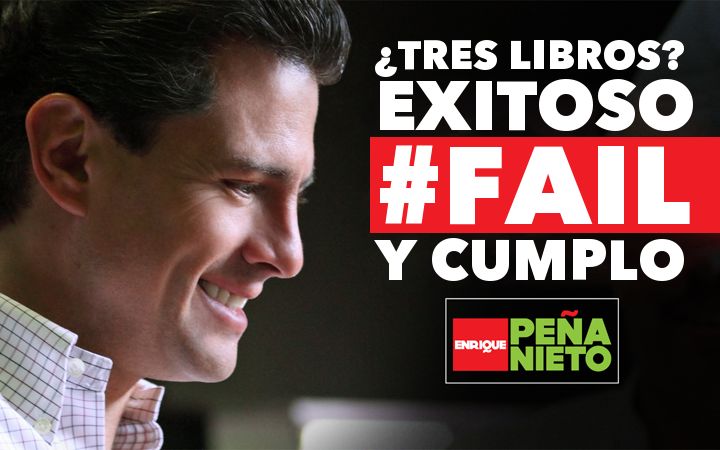 ¿TRES LIBROS?
EXITOSO
#FAIL
Y CUMPLO
ENRIQUE
PEÑA
NIETO